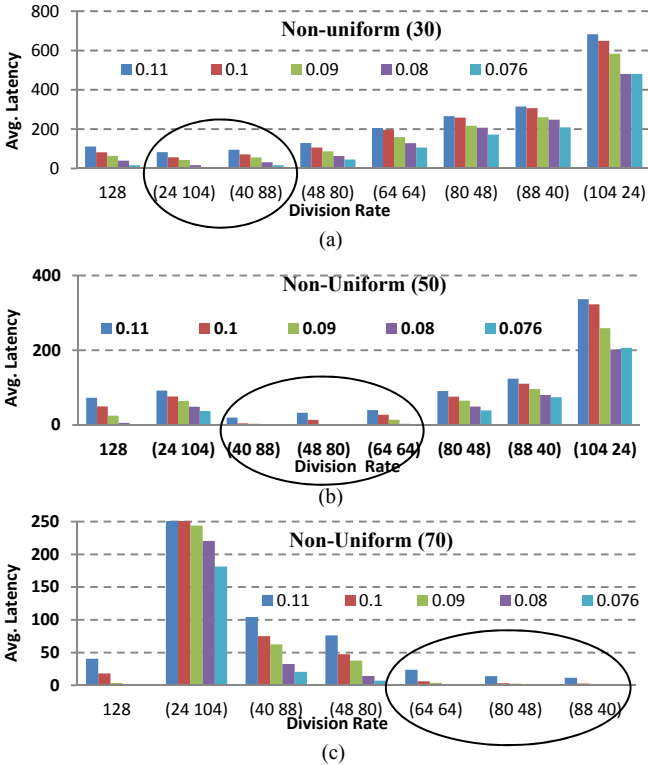 Non-uniform (30)
Avg. Latency
800
600
400
200
0
0.11 0.1 0.09 0.08 0.076
128 (24 104) (40 88) (48 80) (64 64) (80 48) (88 40) (104 24)
Division Rate
(a)
Non-Uniform (50)
Avg. Latency
400
200
0
0.11 0.1 0.09 0.08 0.076
128 (24 104) (40 88) (48 80) (64 64) (80 48) (88 40) (104 24)
Division Rate
(b)
Non-Uniform (70)
Avg. Latency
250
200
150
100
50
0
0.11 0.1 0.09 0.08 0.076
128 (24 104) (40 88) (48 80) (64 64) (80 48) (88 40)
Division Rate
(c)